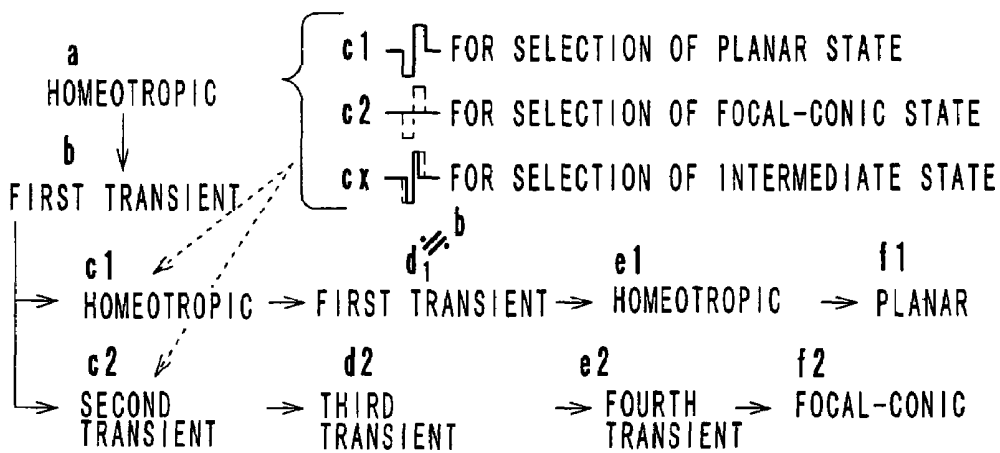 a
HOMEOTROPIC
b
FIRST TRANSIENT
c1 FOR SELECTION OF PLANAR STATE
c2 FOR SELECTION OF FOCAL-CONIC STATE
cx FOR SELECTION OF INTERMEDIATE STATE
c1
HOMEOTROPIC
d1 ≓ b
FIRST TRANSIENT
e1
HOMEOTROPIC
f1
PLANAR
c2
SECOND
TRANSIENT
d2
THIRD
TRANSIENT
e2
FOURTH
TRANSIENT
f2
FOCAL-CONIC